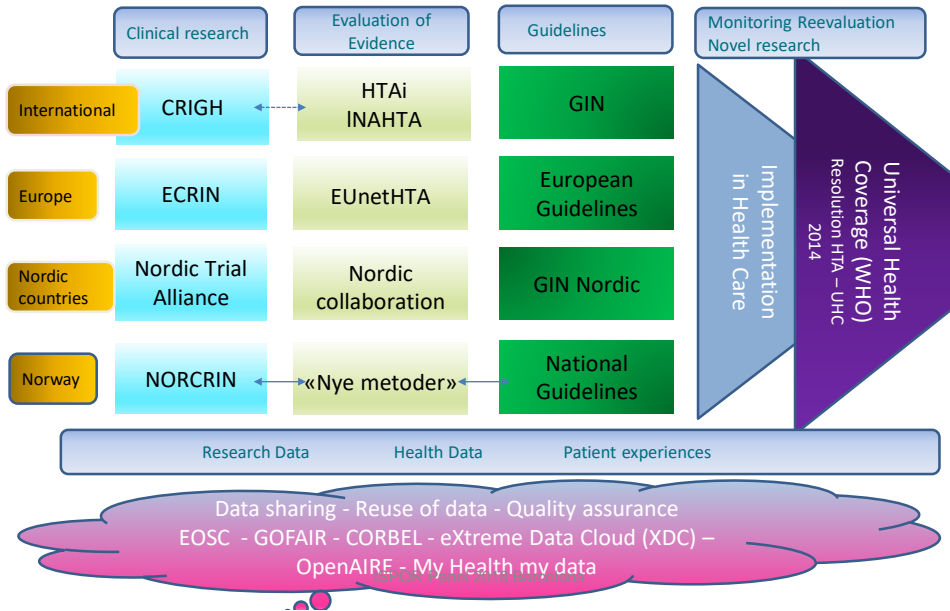 Clinical research
Evaluation of
Evidence
Guidelines
Monitoring Reevaluation
Novel research
International
CRIGH
HTAi
INAHTA
GIN
Europe
ECRIN
EUnetHTA
European
Guidelines
Nordic
countries
Nordic Trial
Alliance
Nordic
collaboration
GIN Nordic
Norway
NORCRIN
«Nye metoder»
National
Guidelines
Implementation
in Health Care
Universal Health
Coverage (WHO)
Resolution HTA – UHC
2014
Research Data
Health Data
Patient experiences
Data sharing - Reuse of data - Quality assurance
EOSC - GOFAIR - CORBEL - eXtreme Data Cloud (XDC) –
OpenAIRE - My Health my data